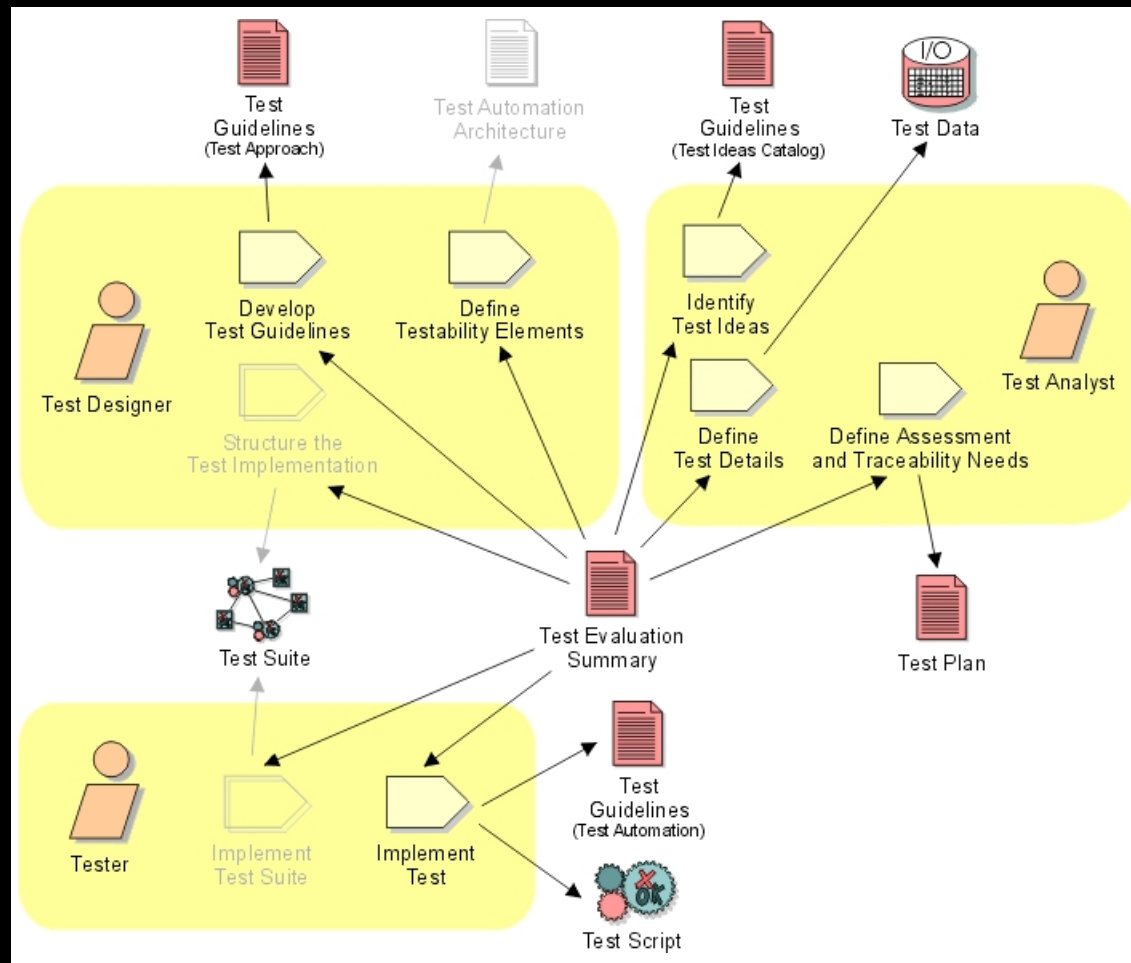 Test
Guidelines
(Test Approach)
Test Automation
Architecture
Test
Guidelines
(Test Ideas Catalog)
I/O
Test Data
Develop
Test Guidelines
Define
Testability Elements
Identify
Test Ideas
Test Designer
Test Analyst
Structure the
Test Implementation
Define
Test Details
Define Assessment
and Traceability Needs
Test Suite
Test Evaluation
Summary
Test Plan
Tester
Implement
Test Suite
Implement
Test
Test
Guidelines
(Test Automation)
X
OK
Test Script